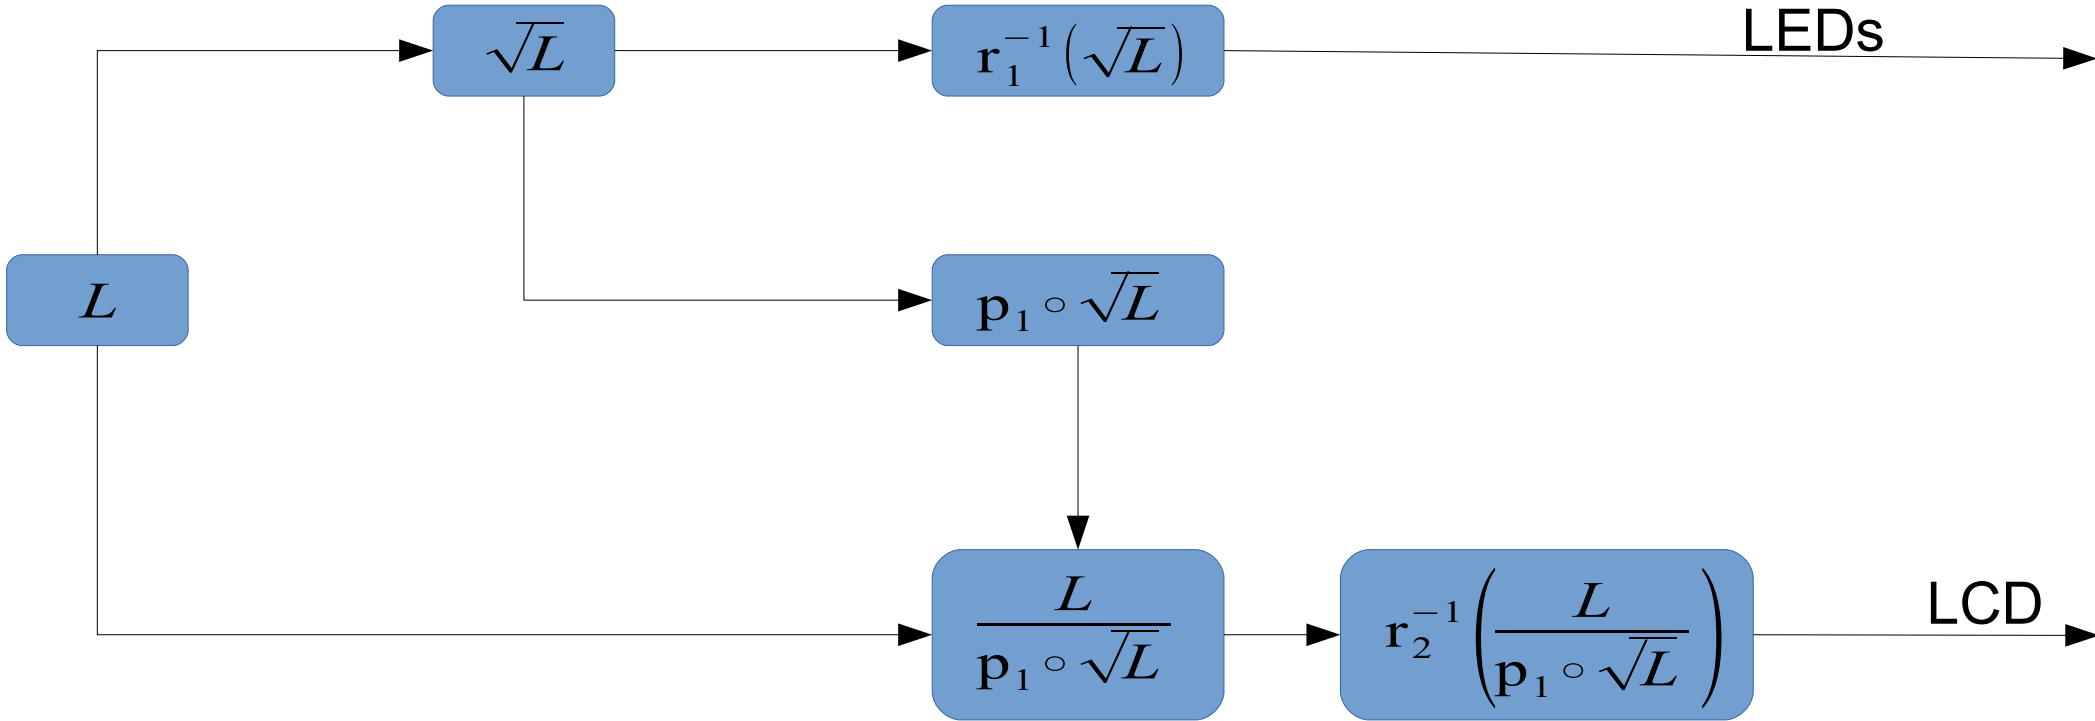 √L
r₁⁻¹(√L)
LEDs
L
p₁∘√L
L/(p₁∘√L)
r₂⁻¹(L/(p₁∘√L))
LCD